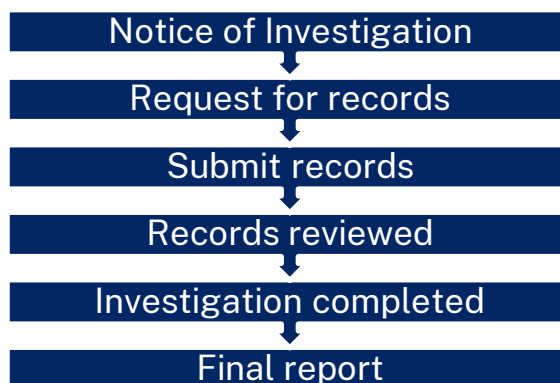 Notice of Investigation
Request for records
Submit records
Records reviewed
Investigation completed
Final report